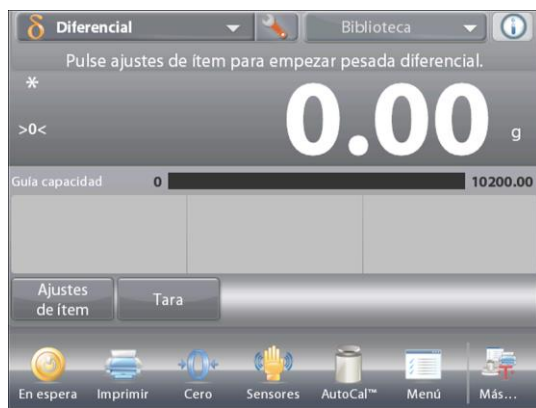 δ Diferencial Biblioteca
Pulse ajustes de ítem para empezar pesada diferencial.
*
>0< 0.00 g
Guía capacidad 0 10200.00
Ajustes
de ítem
Tara
En espera Imprimir Cero Sensores AutoCal™ Menú Más...